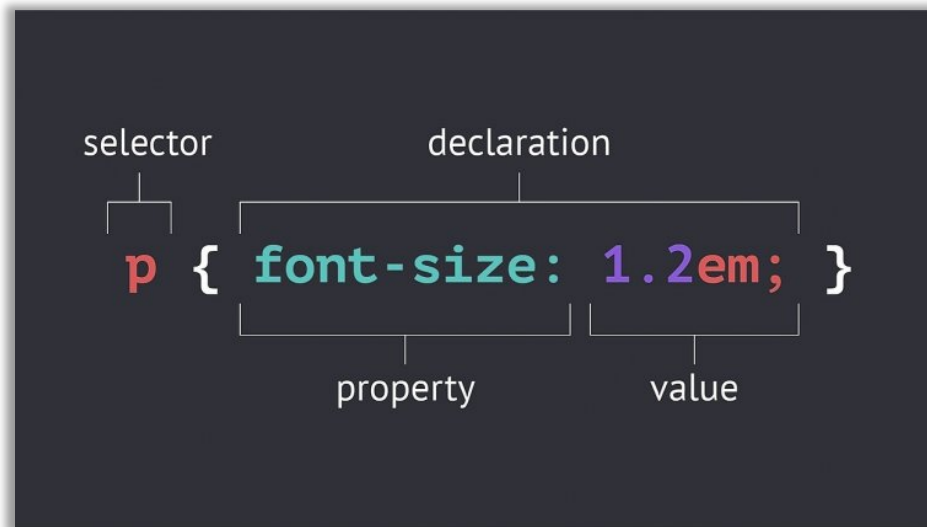 selector declaration
p { font-size: 1.2em; }
property value